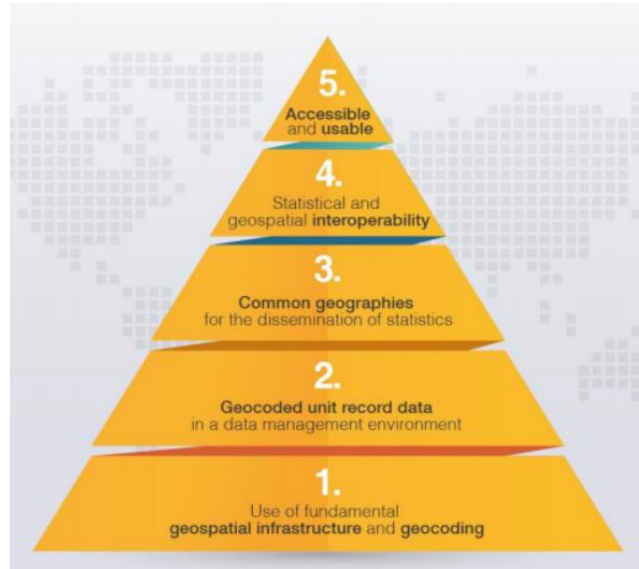 5.
Accessible
and usable
4.
Statistical and
geospatial interoperability
3.
Common geographies
for the dissemination of statistics
2.
Geocoded unit record data
in a data management environment
1.
Use of fundamental
geospatial infrastructure and geocoding